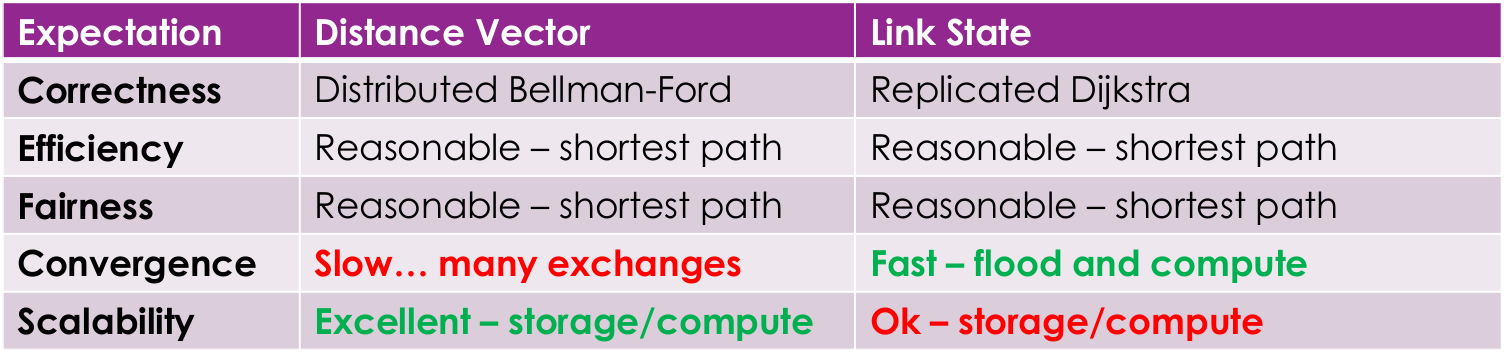 Expectation Distance Vector Link State
Correctness Distributed Bellman-Ford Replicated Dijkstra
Efficiency Reasonable – shortest path Reasonable – shortest path
Fairness Reasonable – shortest path Reasonable – shortest path
Convergence Slow… many exchanges Fast – flood and compute
Scalability Excellent – storage/compute Ok – storage/compute